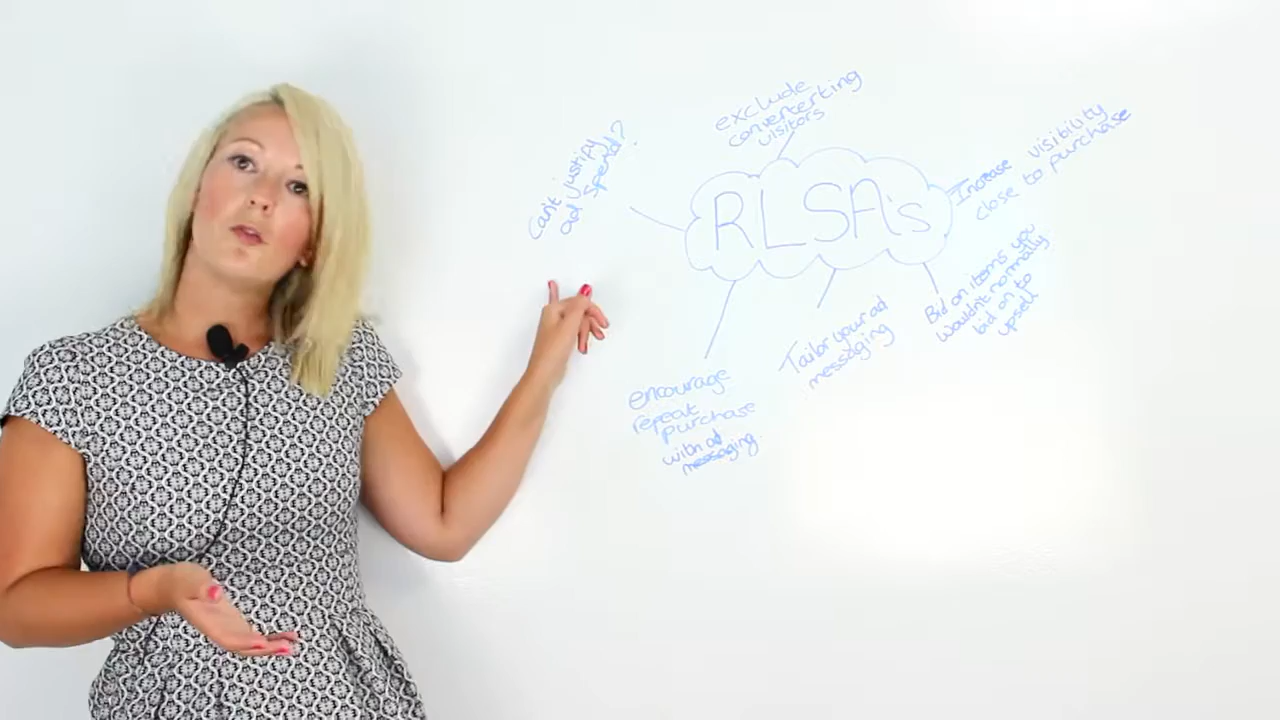 exclude
converterting
visitors
Can't justify
ad spend?
RLSA's
Increase visibility
close to purchase
Bid on items you
wouldn't normally
bid on to
upsell
Tailor your ad
messaging
encourage
repeat
purchase
with ad
messaging.